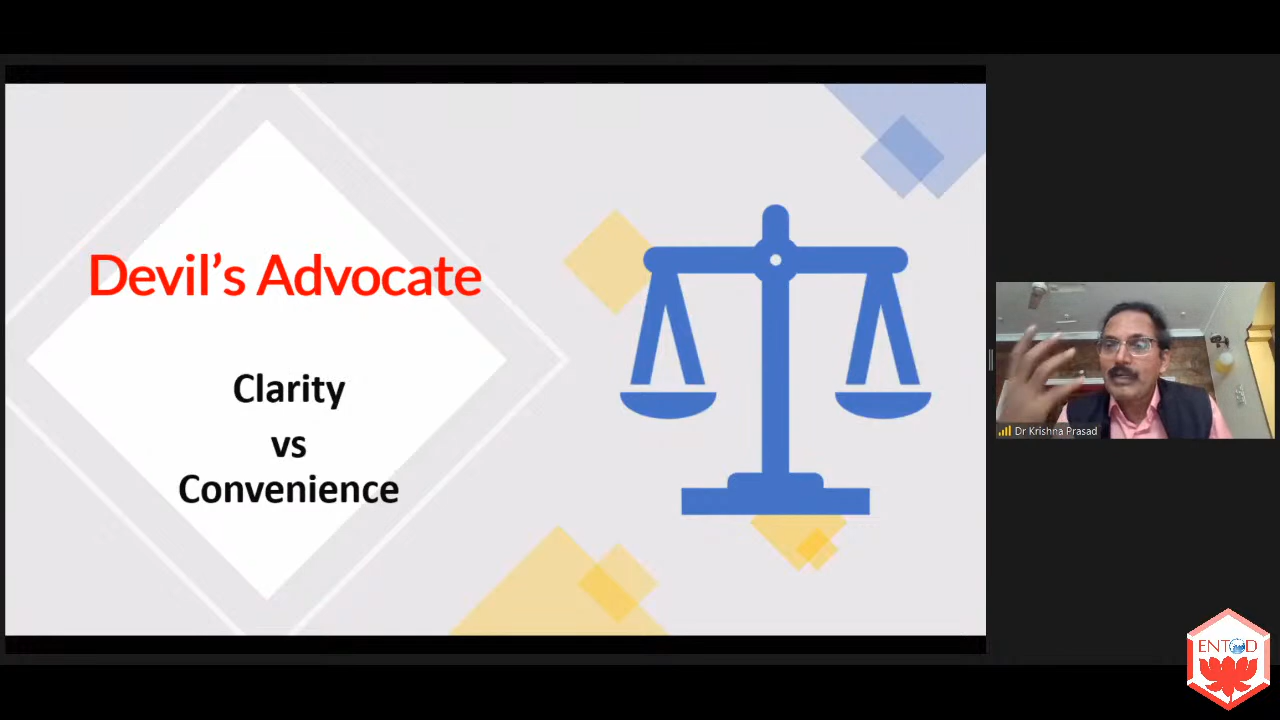 Devil's Advocate
Clarity
vs
Convenience
Dr Krishna Prasad
ENTOD